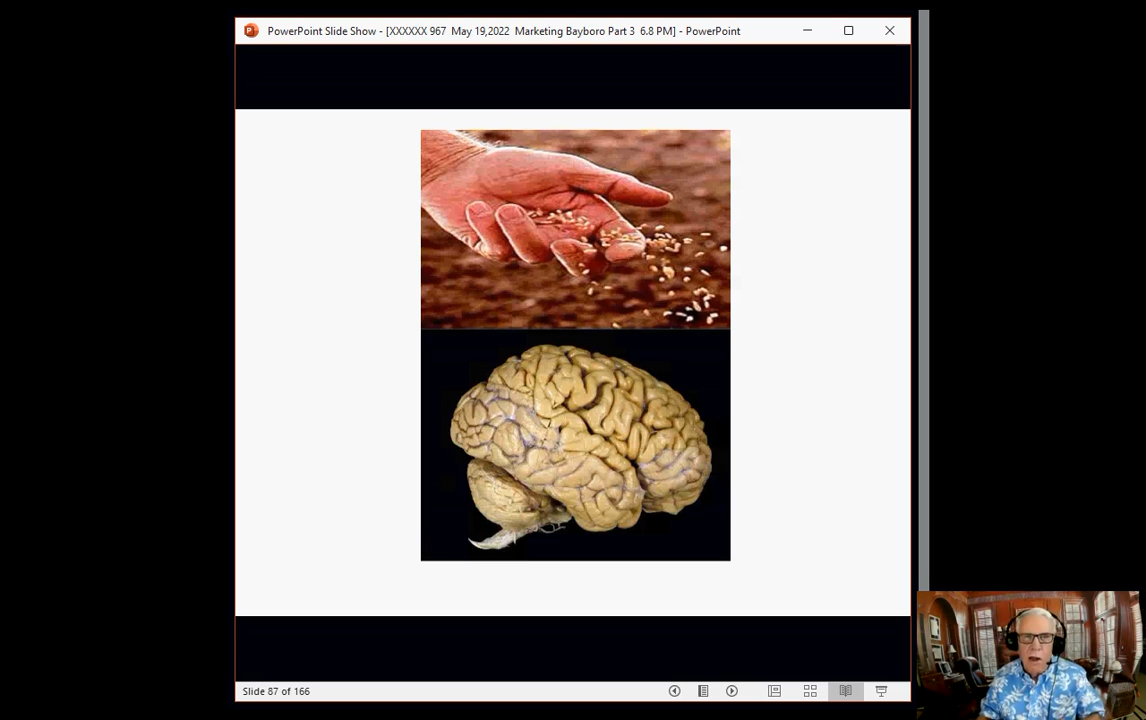 PowerPoint Slide Show - [XXXXXX 967 May 19,2022 Marketing Bayboro Part 3 6.8 PM] - PowerPoint
Slide 87 of 166